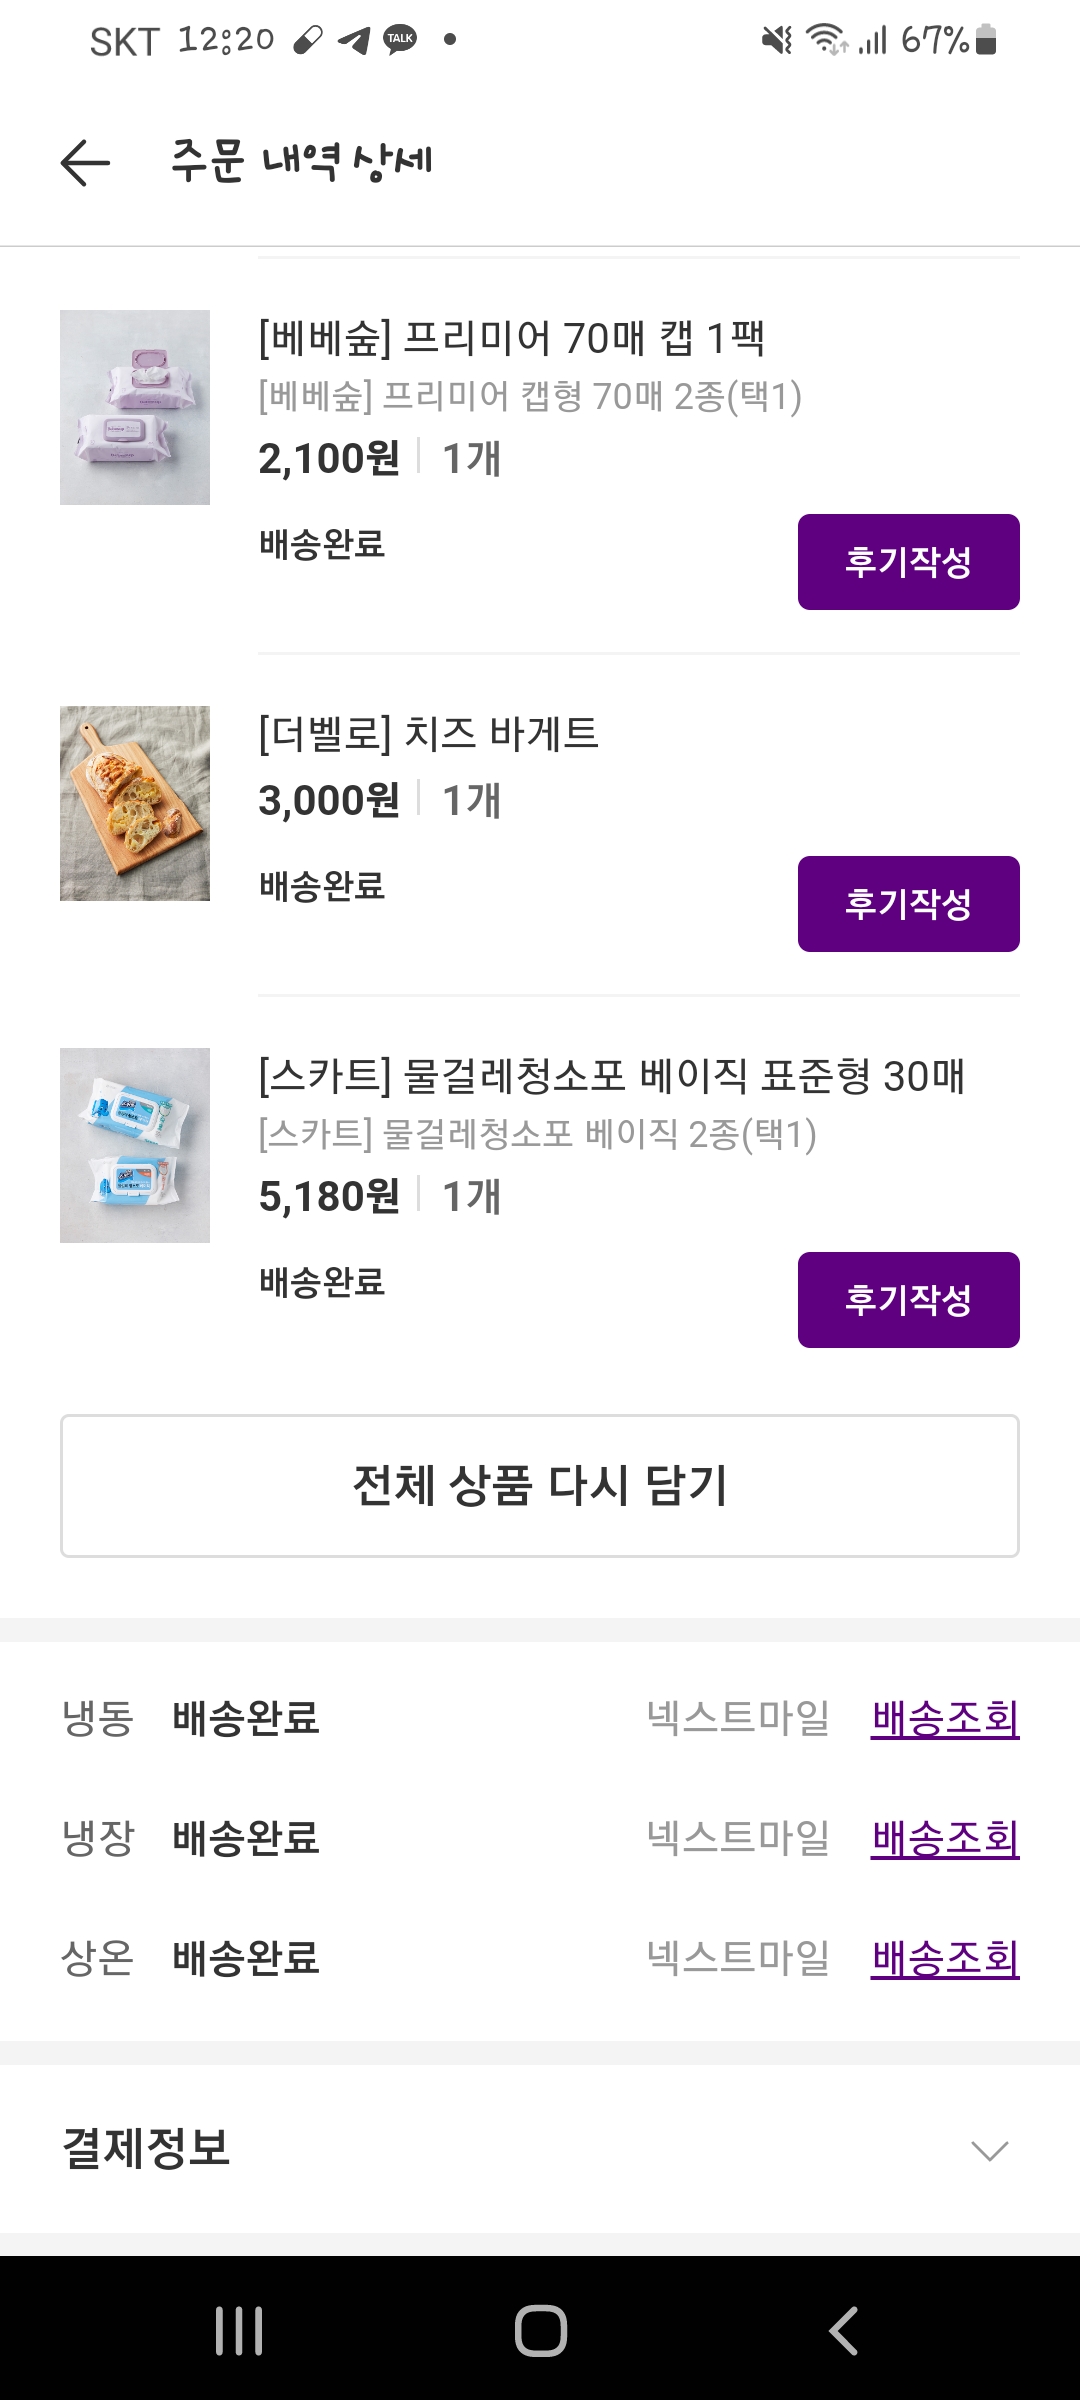 SKT 12:20 TALK 67%
주문 내역 상세
[베베숲] 프리미어 70매 캡 1팩
[베베숲] 프리미어 캡형 70매 2종(택1)
2,100원 1개
배송완료
후기작성
[더벨로] 치즈 바게트
3,000원 1개
배송완료
후기작성
[스카트] 물걸레청소포 베이직 표준형 30매
[스카트] 물걸레청소포 베이직 2종(택1)
5,180원 1개
배송완료
후기작성
전체 상품 다시 담기
냉동 배송완료 넥스트마일 배송조회
냉장 배송완료 넥스트마일 배송조회
상온 배송완료 넥스트마일 배송조회
결제정보